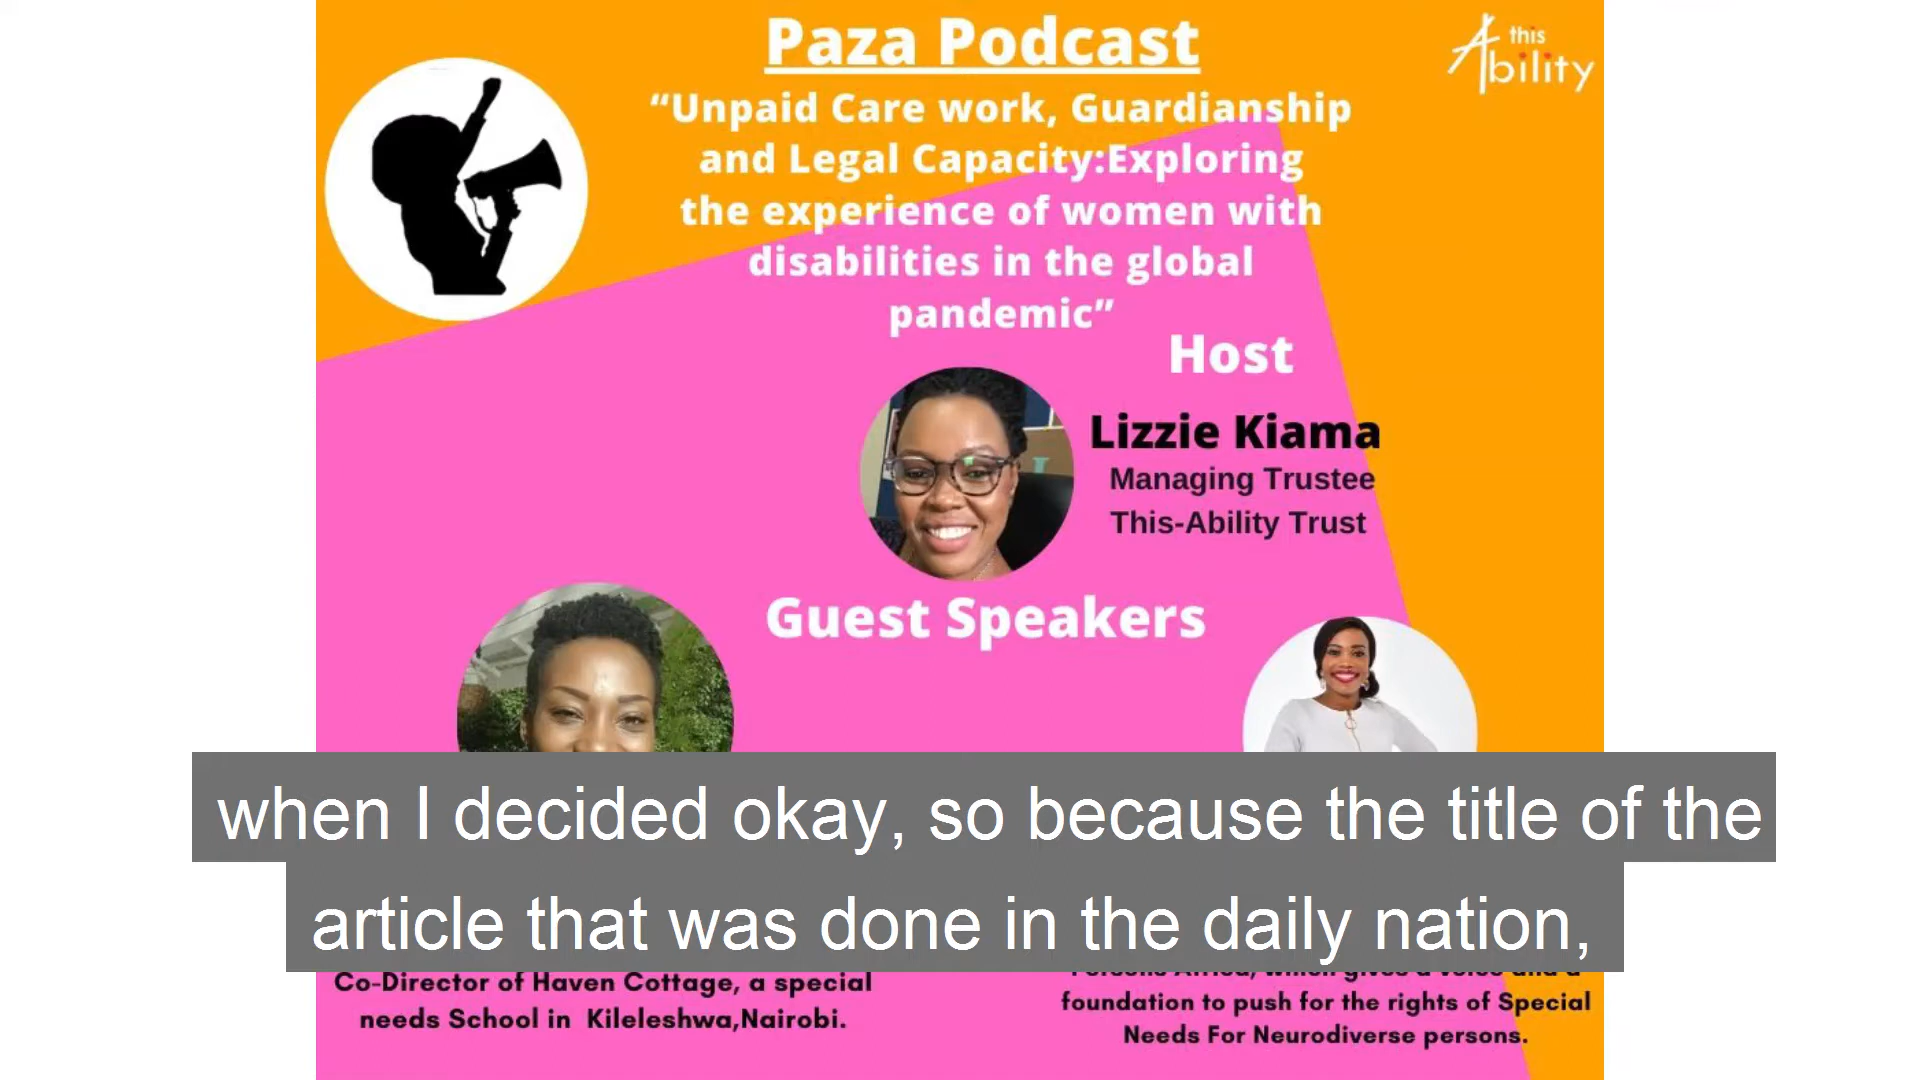 Paza Podcast
this
Ability
“Unpaid Care work, Guardianship
and Legal Capacity:Exploring
the experience of women with
disabilities in the global
pandemic”
Host
Lizzie Kiama
Managing Trustee
This-Ability Trust
Guest Speakers
when I decided okay, so because the title of the
article that was done in the daily nation,
Co-Director of Haven Cottage, a special
needs School in Kileleshwa,Nairobi.
foundation to push for the rights of Special
Needs For Neurodiverse persons.